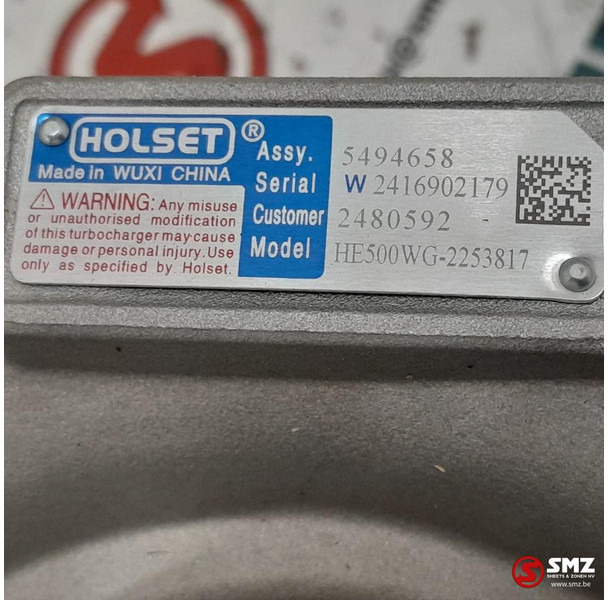 HOLSET ®
Made in WUXI CHINA
⚠ WARNING: Any misuse
or unauthorised modification
of this turbocharger may cause
damage or personal injury. Use
only as specified by Holset.
Assy. 5494658
Serial W 2416902179
Customer 2480592 -
Model HE500WG-2253817
SMZ
SMEETS & ZONEN NV
www.smz.be